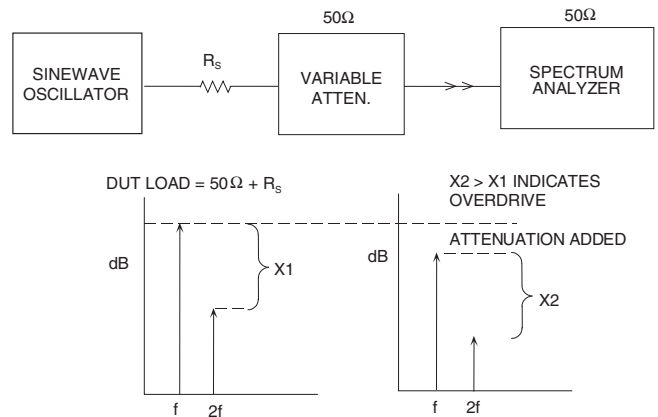 50Ω
50Ω
SINEWAVE
OSCILLATOR
R_S
VARIABLE
ATTEN.
SPECTRUM
ANALYZER
DUT LOAD = 50Ω + R_S
X2 > X1 INDICATES
OVERDRIVE
ATTENUATION ADDED
dB
X1
dB
X2
f
2f
f
2f